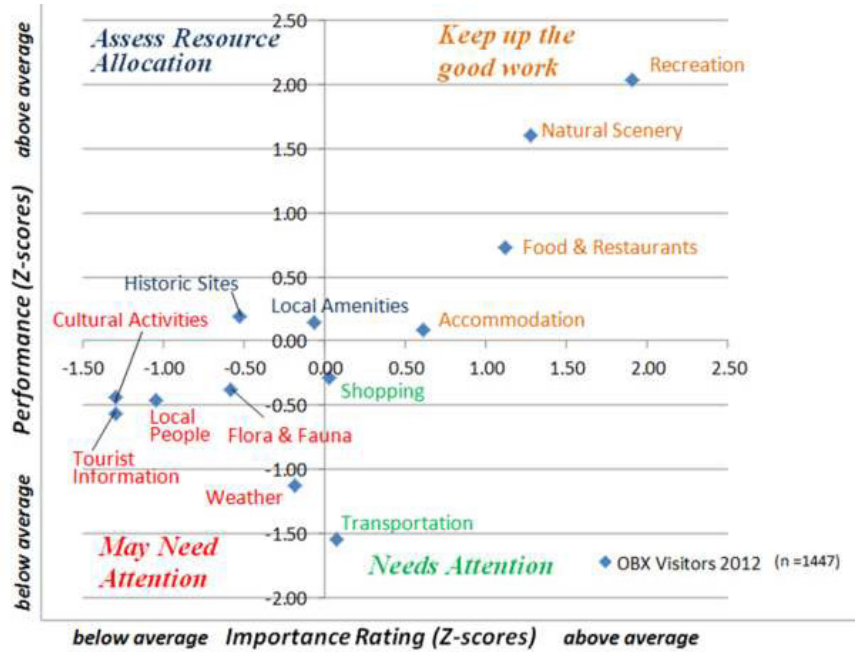 2.50
Assess Resource
Allocation
Keep up the
good work
Recreation
2.00
Natural Scenery
1.50
1.00
Food & Restaurants
0.50
Historic Sites
Local Amenities
Cultural Activities
Accommodation
0.00
-1.50
-1.00
-0.50
0.00
0.50
1.00
1.50
2.00
2.50
Shopping
-0.50
Local
People
Flora & Fauna
Tourist
Information
-1.00
Weather
Transportation
-1.50
May Need
Attention
Needs Attention
OBX Visitors 2012 (n =1447)
-2.00
above average
Performance (Z-scores)
below average
below average Importance Rating (Z-scores) above average